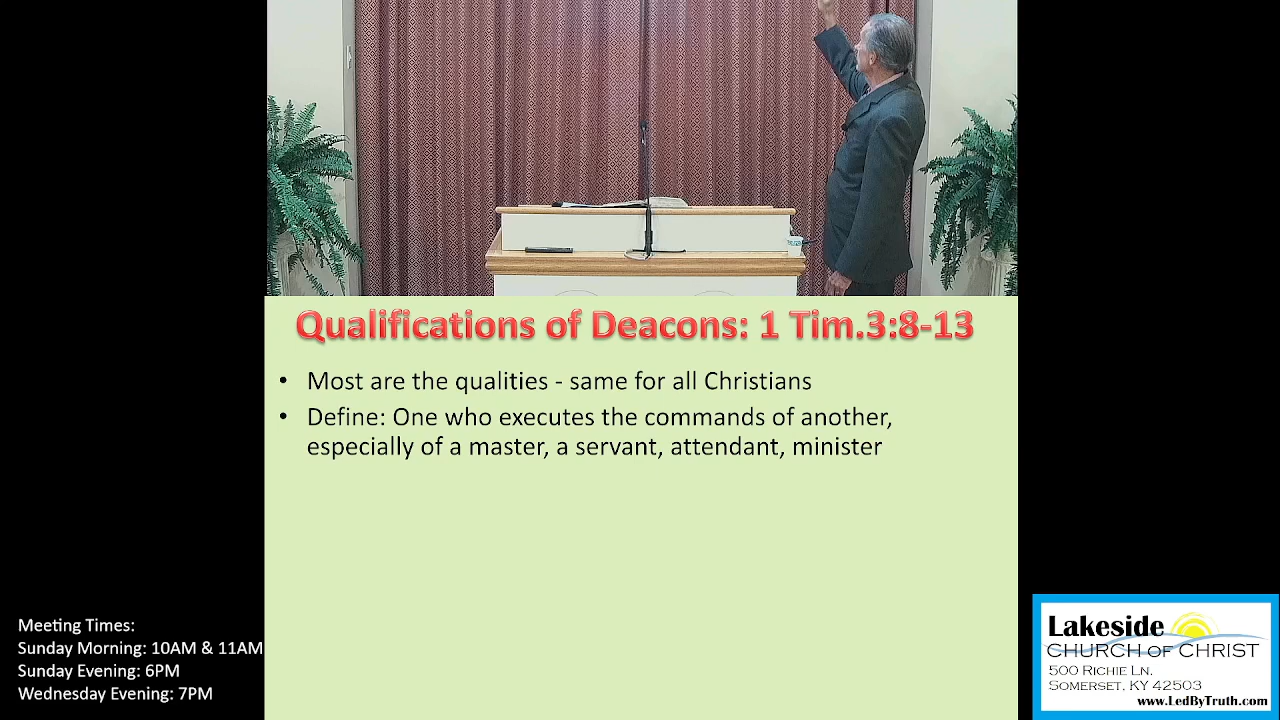 Qualifications of Deacons: 1 Tim.3:8-13
• Most are the qualities - same for all Christians
• Define: One who executes the commands of another,
especially of a master, a servant, attendant, minister
Meeting Times:
Sunday Morning: 10AM & 11AM
Sunday Evening: 6PM
Wednesday Evening: 7PM
Lakeside
CHURCH OF CHRIST
500 RICHIE LN.
SOMERSET, KY 42503
www.LedByTruth.com